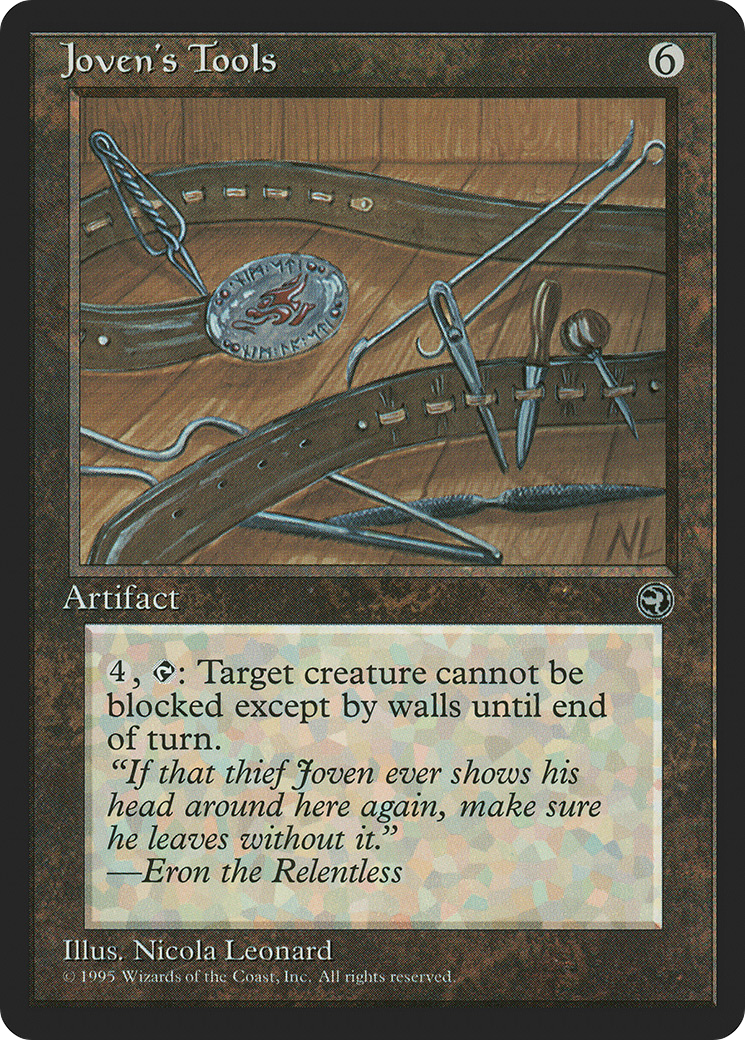 Joven's Tools
6
NL
Artifact
4, : Target creature cannot be
blocked except by walls until end
of turn.
“If that thief Joven ever shows his
head around here again, make sure
he leaves without it.”
—Eron the Relentless
Illus. Nicola Leonard
© 1995 Wizards of the Coast, Inc. All rights reserved.